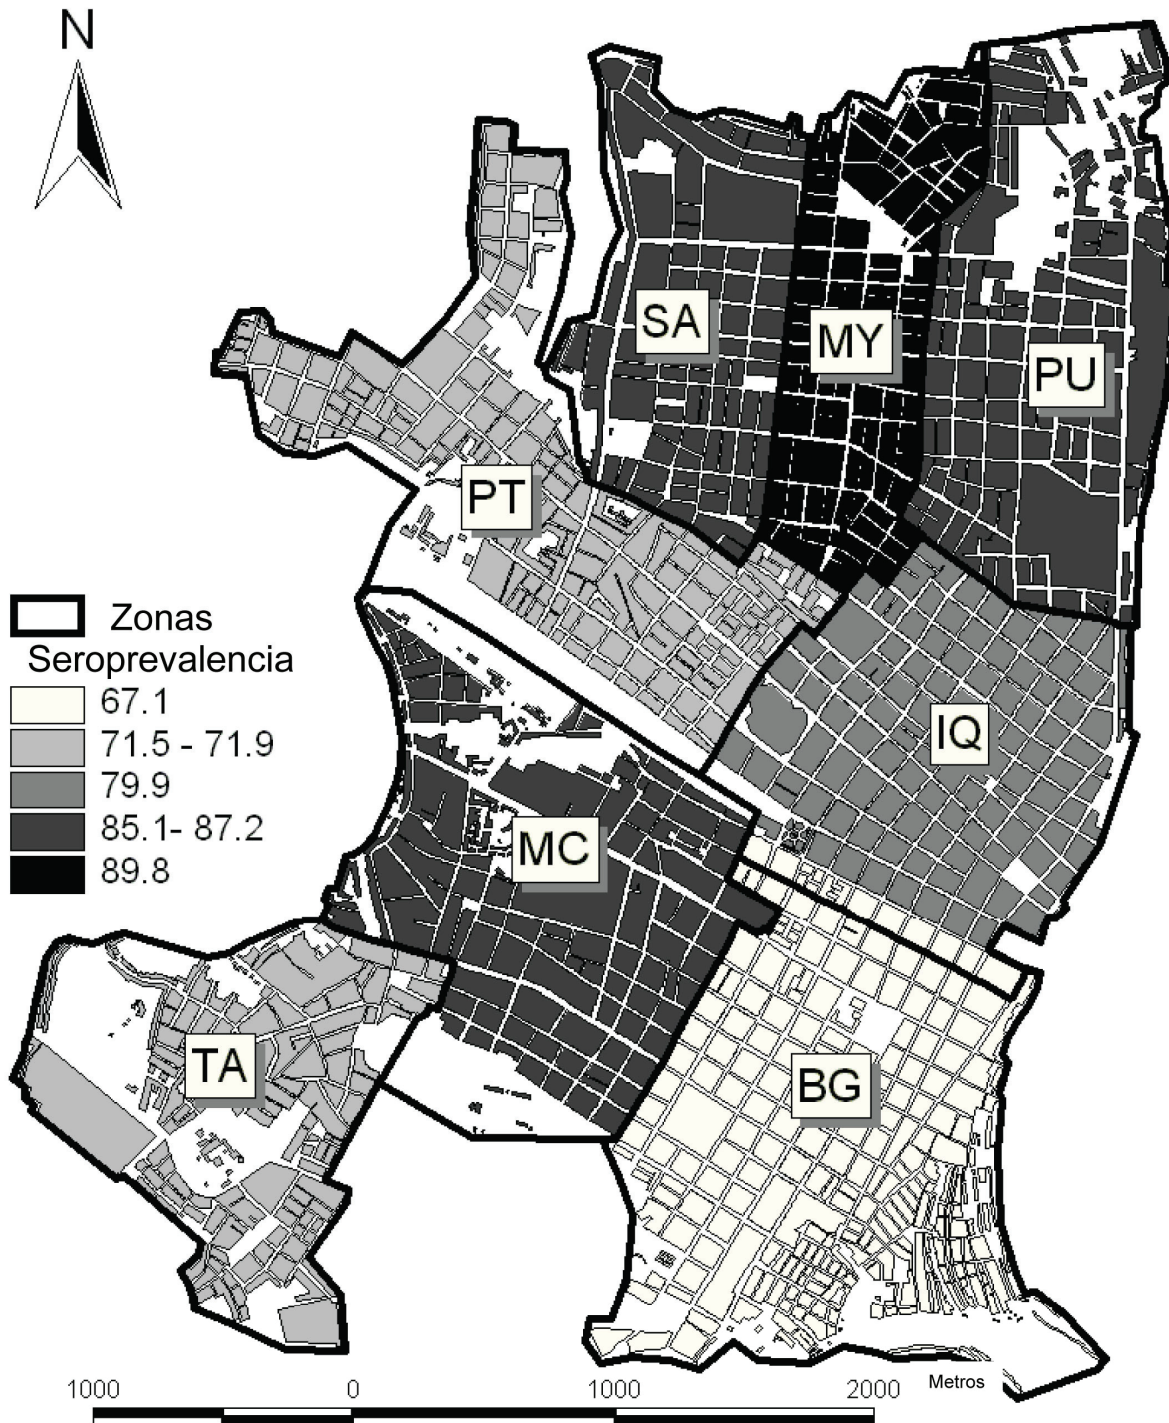 N
SA
MY
PU
PT
Zonas
Seroprevalencia
67.1
71.5 - 71.9
79.9
85.1- 87.2
89.8
IQ
MC
TA
BG
1000 0 1000 2000 Metros